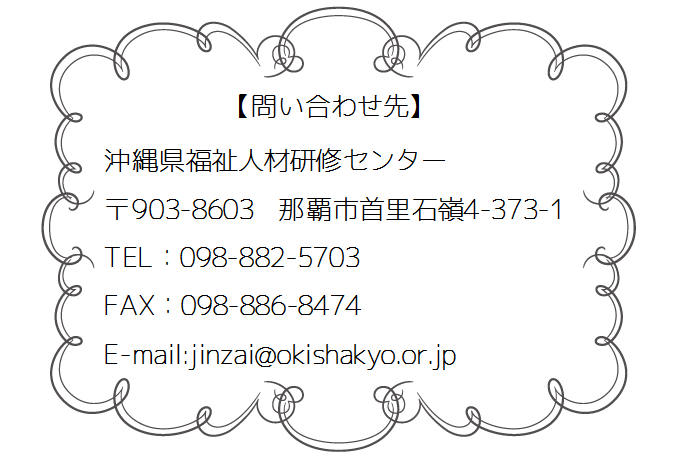 【問い合わせ先】
沖縄県福祉人材研修センター
〒903-8603　那覇市首里石嶺4-373-1
TEL：098-882-5703
FAX：098-886-8474
E-mail:jinzai@okishakyo.or.jp